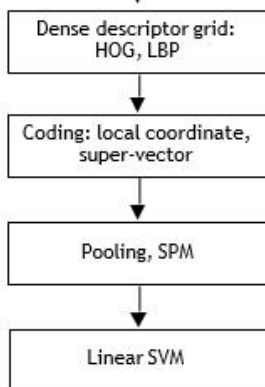 Dense descriptor grid:
HOG, LBP
Coding: local coordinate,
super-vector
Pooling, SPM
Linear SVM